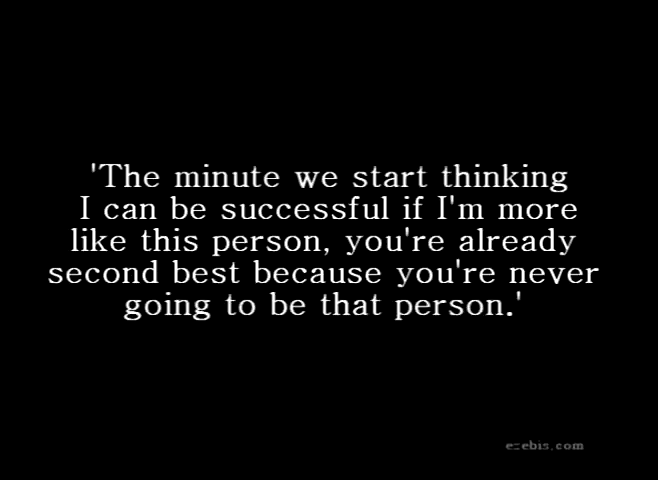 'The minute we start thinking
I can be successful if I'm more
like this person, you're already
second best because you're never
going to be that person.'
ezebis.com